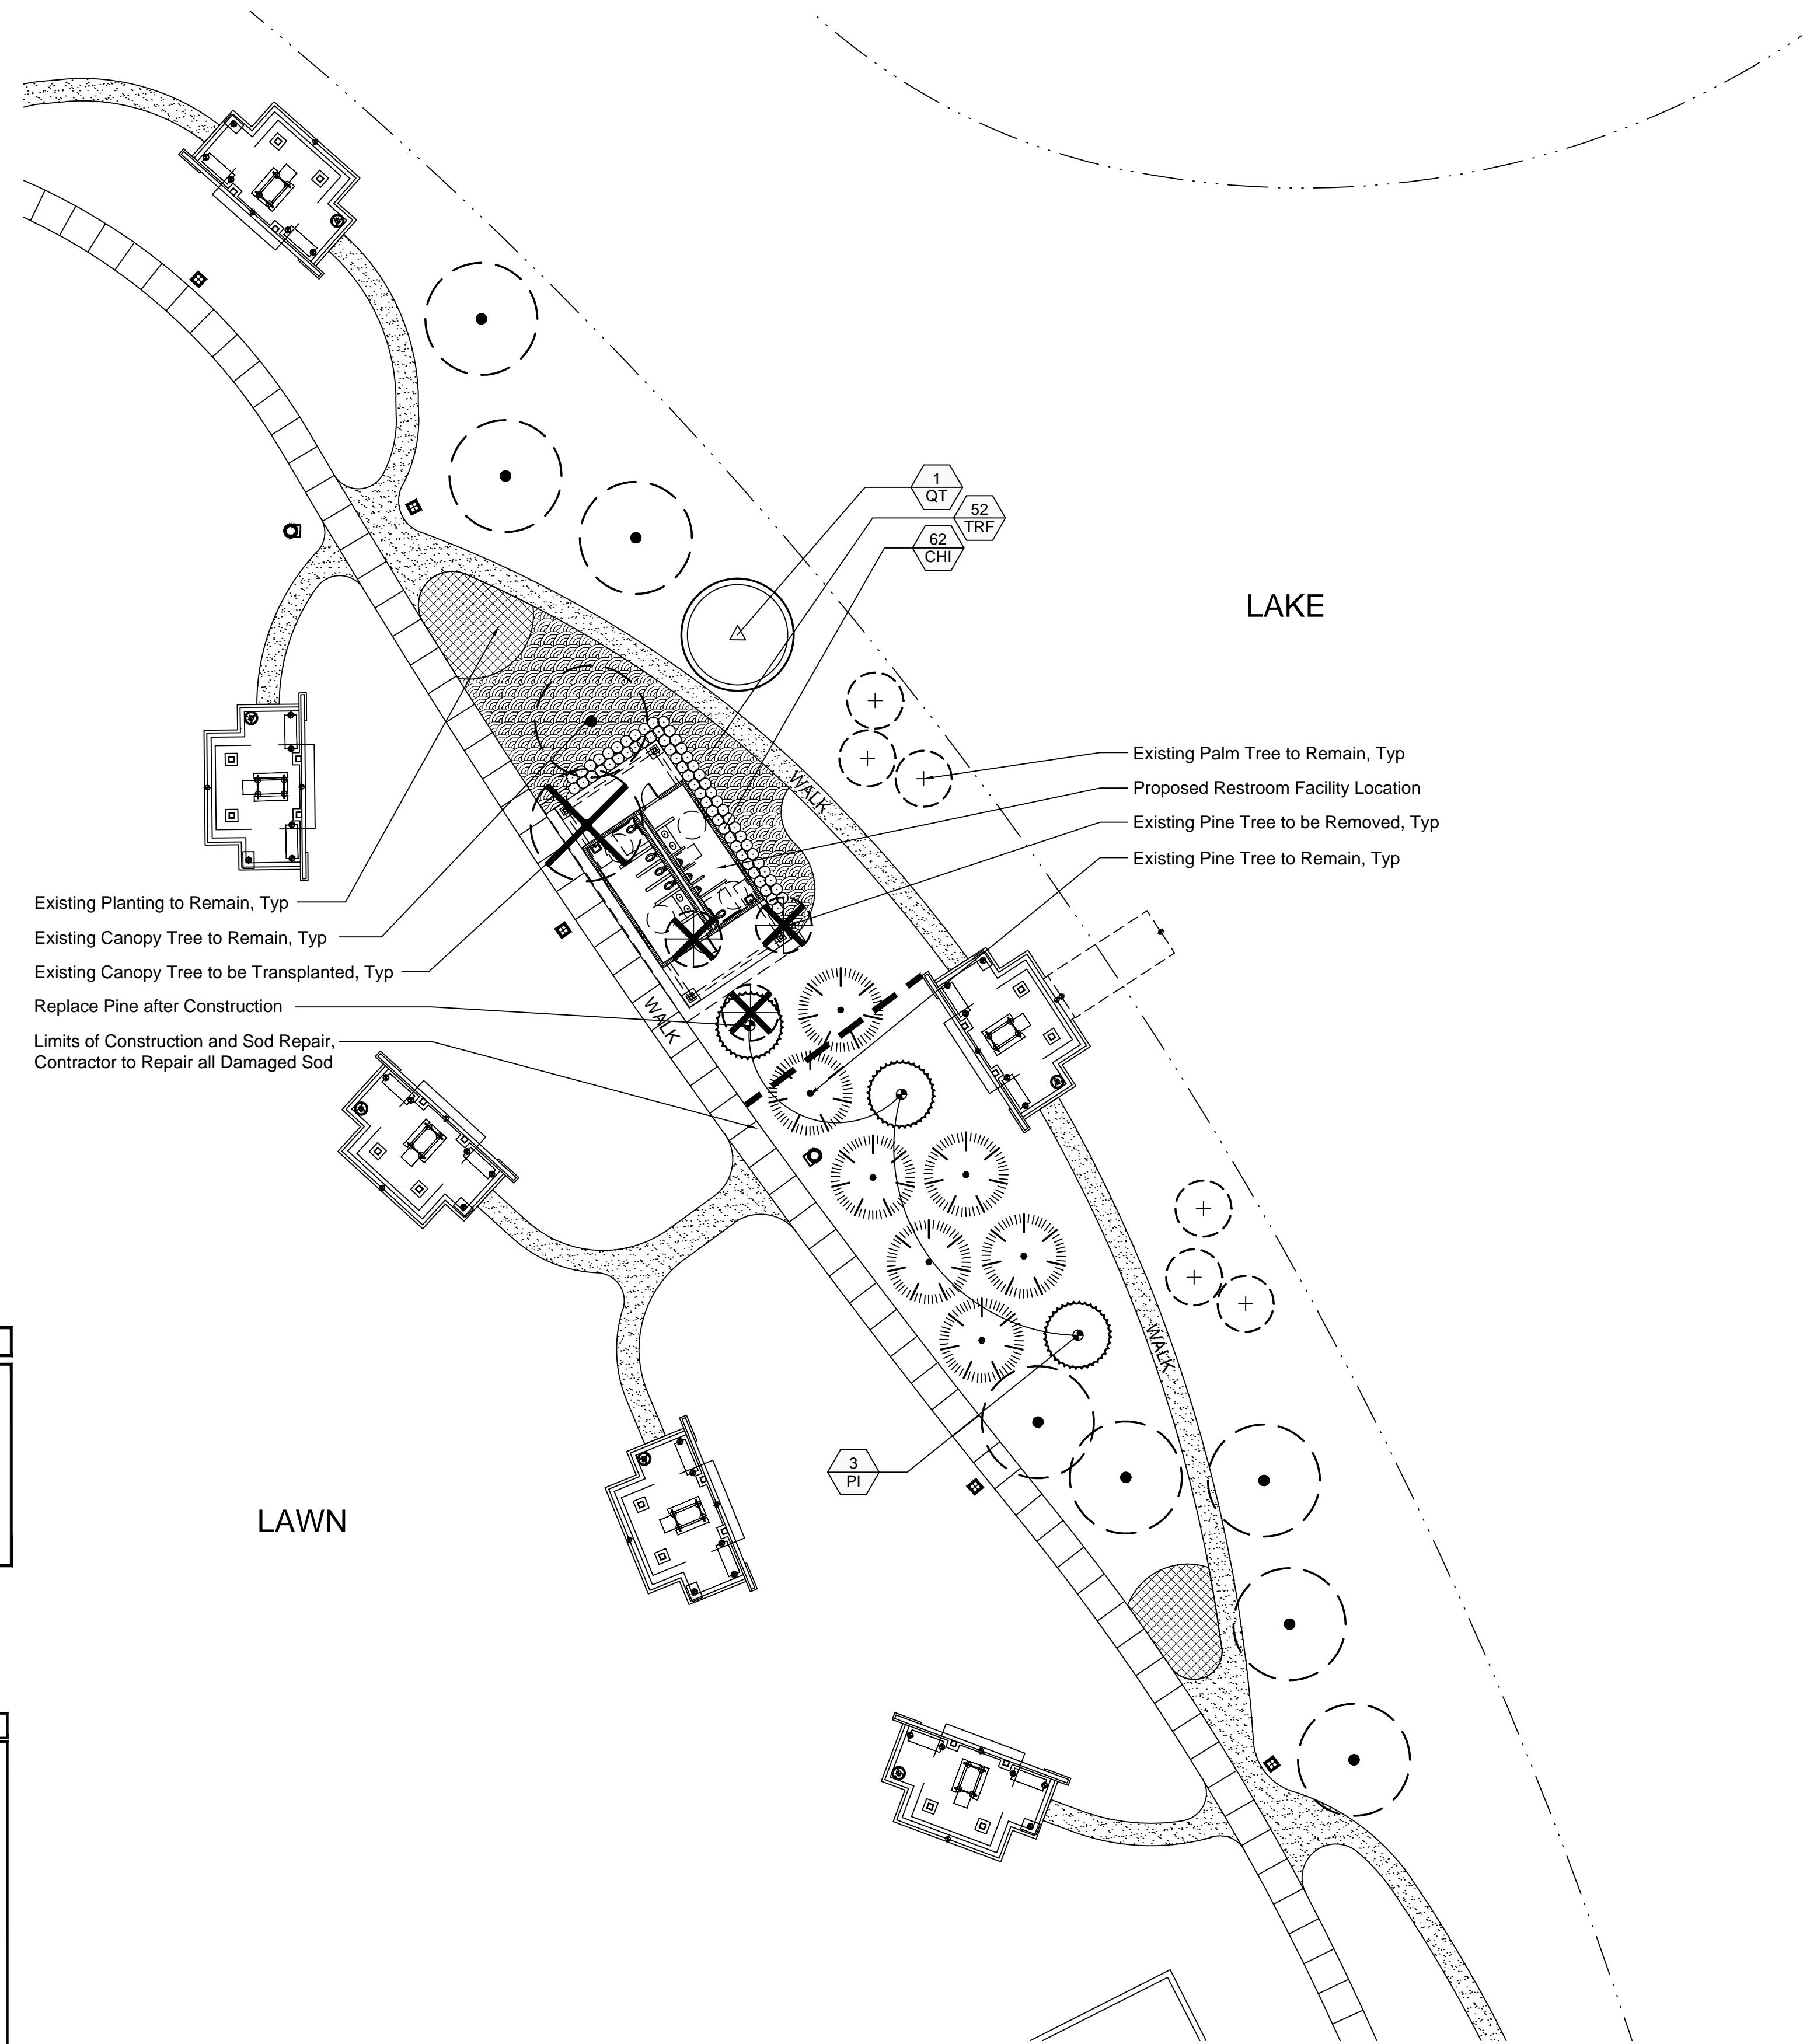 1
QT
52
TRF
62
CHI
LAKE
WALK
Existing Palm Tree to Remain, Typ
Proposed Restroom Facility Location
Existing Pine Tree to be Removed, Typ
Existing Pine Tree to Remain, Typ
Existing Planting to Remain, Typ
Existing Canopy Tree to Remain, Typ
Existing Canopy Tree to be Transplanted, Typ
Replace Pine after Construction
Limits of Construction and Sod Repair,
Contractor to Repair all Damaged Sod
WALK
WALK
3
PI
LAWN